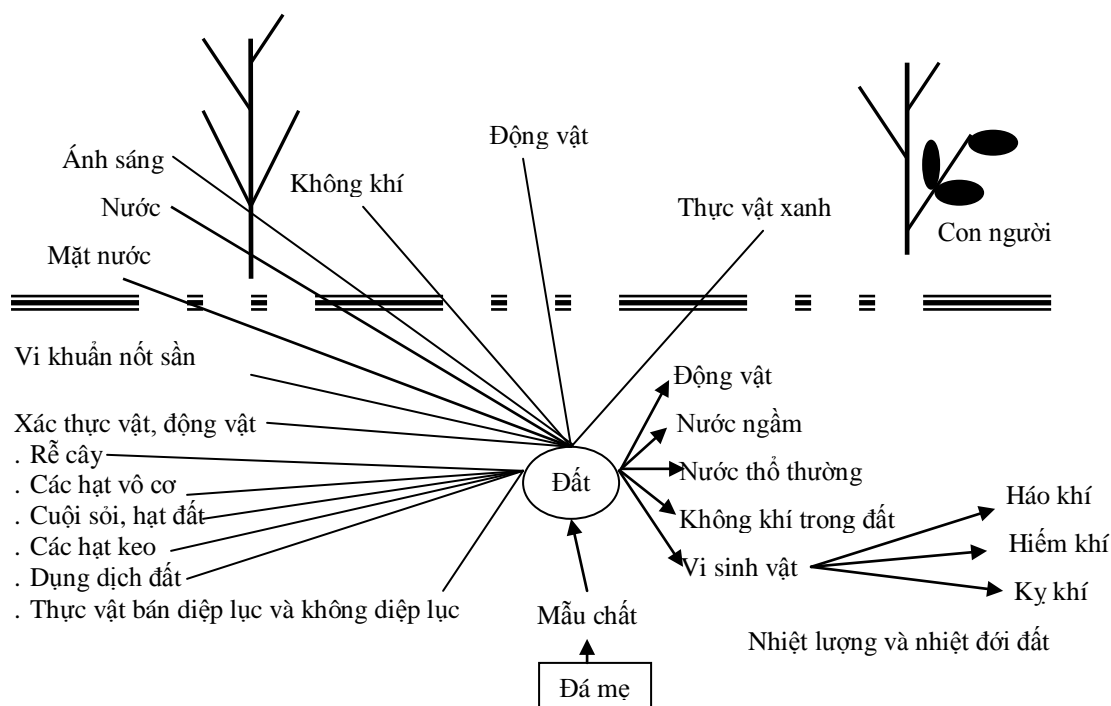 Động vật
Ánh sáng
Không khí
Nước
Thực vật xanh
Con người
Mặt nước
Vi khuẩn nốt sần
Động vật
Xác thực vật, động vật
Nước ngầm
. Rễ cây
Đất
Nước thổ thường
. Các hạt vô cơ
Háo khí
. Cuội sỏi, hạt đất
Không khí trong đất
. Các hạt keo
Hiếm khí
. Dụng dịch đất
Vi sinh vật
Kỵ khí
. Thực vật bán diệp lục và không diệp lục
Mẫu chất
Nhiệt lượng và nhiệt đới đất
Đá mẹ